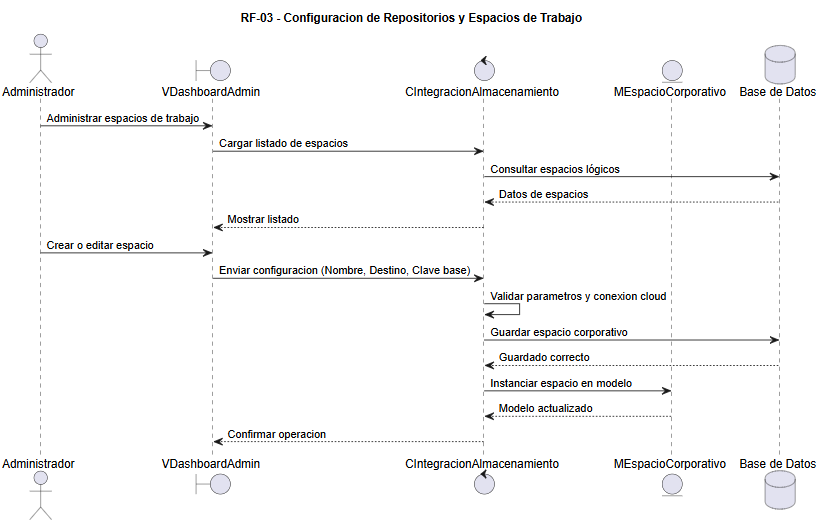 RF-03 - Configuracion de Repositorios y Espacios de Trabajo
Administrador
VDashboardAdmin
CIntegracionAlmacenamiento
MEspacioCorporativo
Base de Datos
Administrar espacios de trabajo
Cargar listado de espacios
Consultar espacios lógicos
Datos de espacios
Mostrar listado
Crear o editar espacio
Enviar configuracion (Nombre, Destino, Clave base)
Validar parametros y conexion cloud
Guardar espacio corporativo
Guardado correcto
Instanciar espacio en modelo
Modelo actualizado
Confirmar operacion
Administrador
VDashboardAdmin
CIntegracionAlmacenamiento
MEspacioCorporativo
Base de Datos